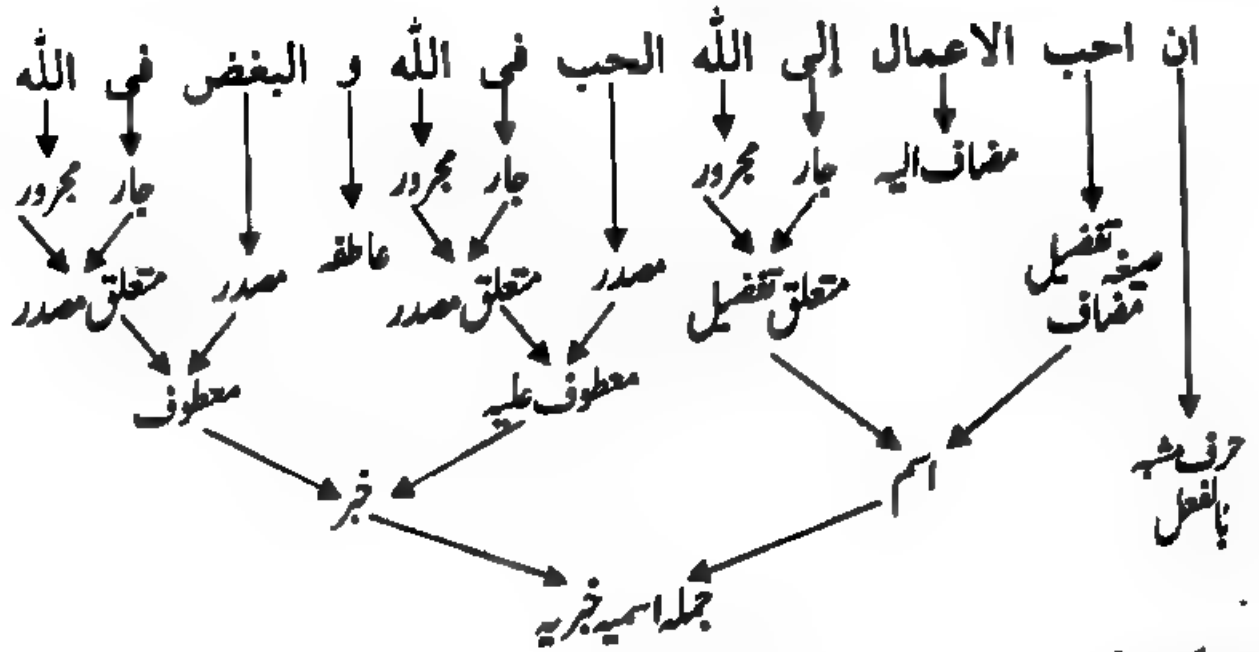 ان احب الاعمال إلى الله الحب فى الله و البغض فى الله
مضاف اليہ
جار مجرور
جار مجرور
جار مجرور
صیغہ تفضیل
مضاف
متعلق تفضیل
مصدر
متعلق مصدر
عاطفہ
مصدر
متعلق مصدر
معطوف علیہ
معطوف
حرف مشبہ
بالفعل
اسم
خبر
جملہ اسمیہ خبریہ